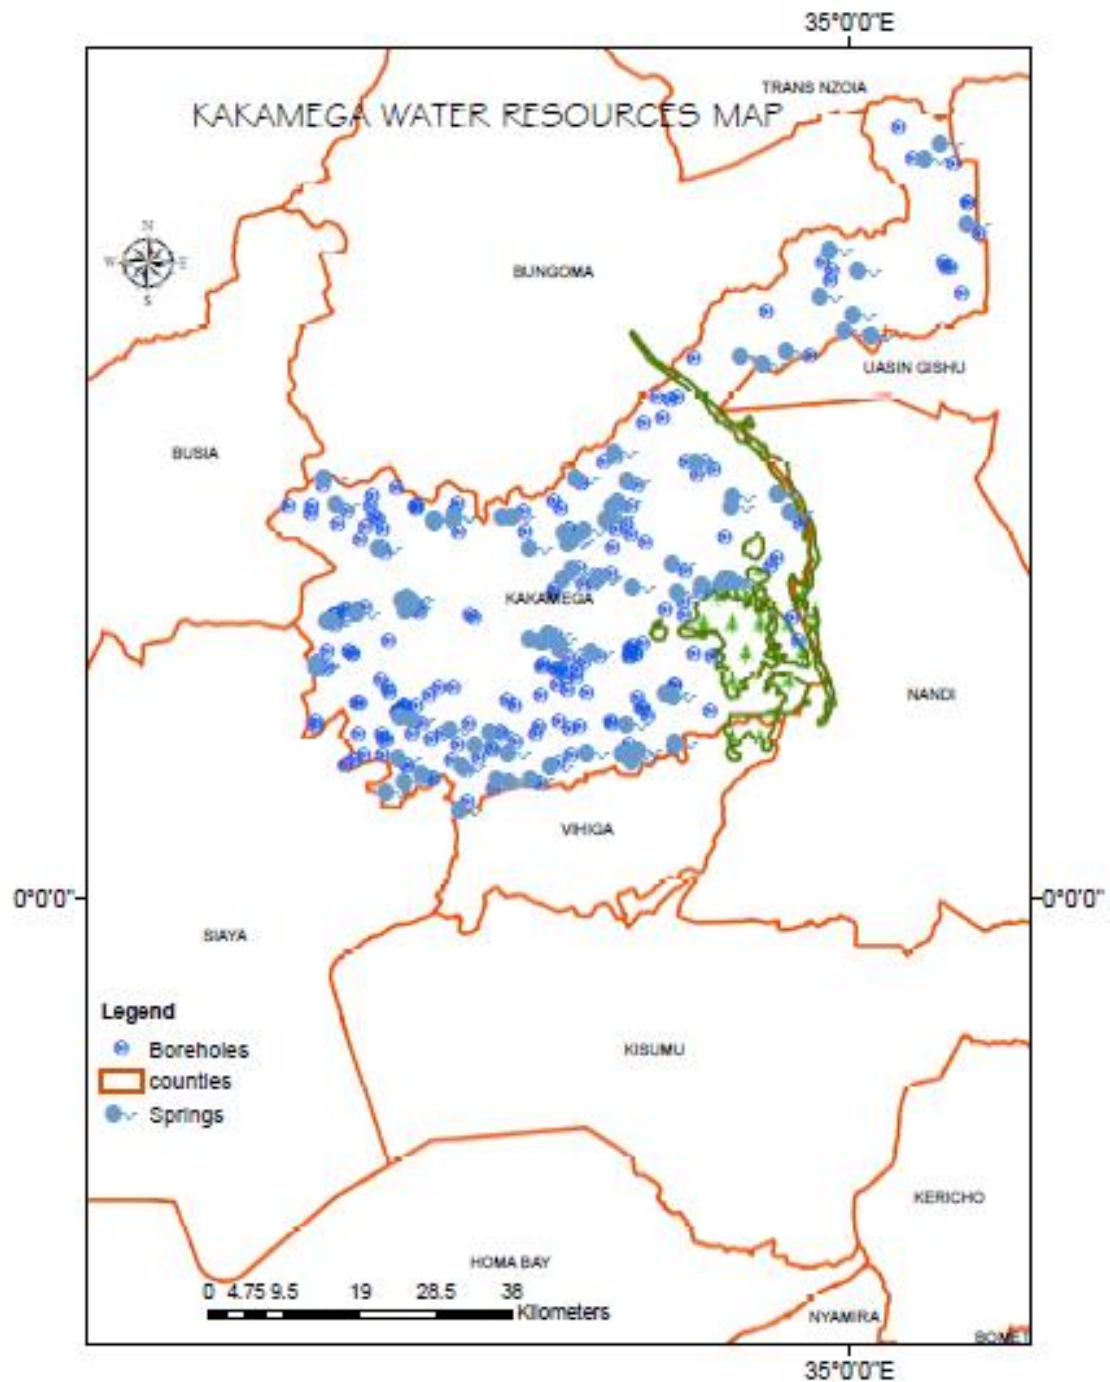 35°0'0"E
TRANS NZOIA
KAKAMEGA WATER RESOURCES MAP
N
W E
S
BUNGOMA
UASIN GISHU
BUSIA
KAKAMEGA
NANDI
VIHIGA
0°0'0" 0°0'0"
SIAYA
Legend
Boreholes
counties
Springs
KISUMU
KERICHO
HOMA BAY
0 4.75 9.5 19 28.5 38
Kilometers
NYAMIRA
BOMET
35°0'0"E